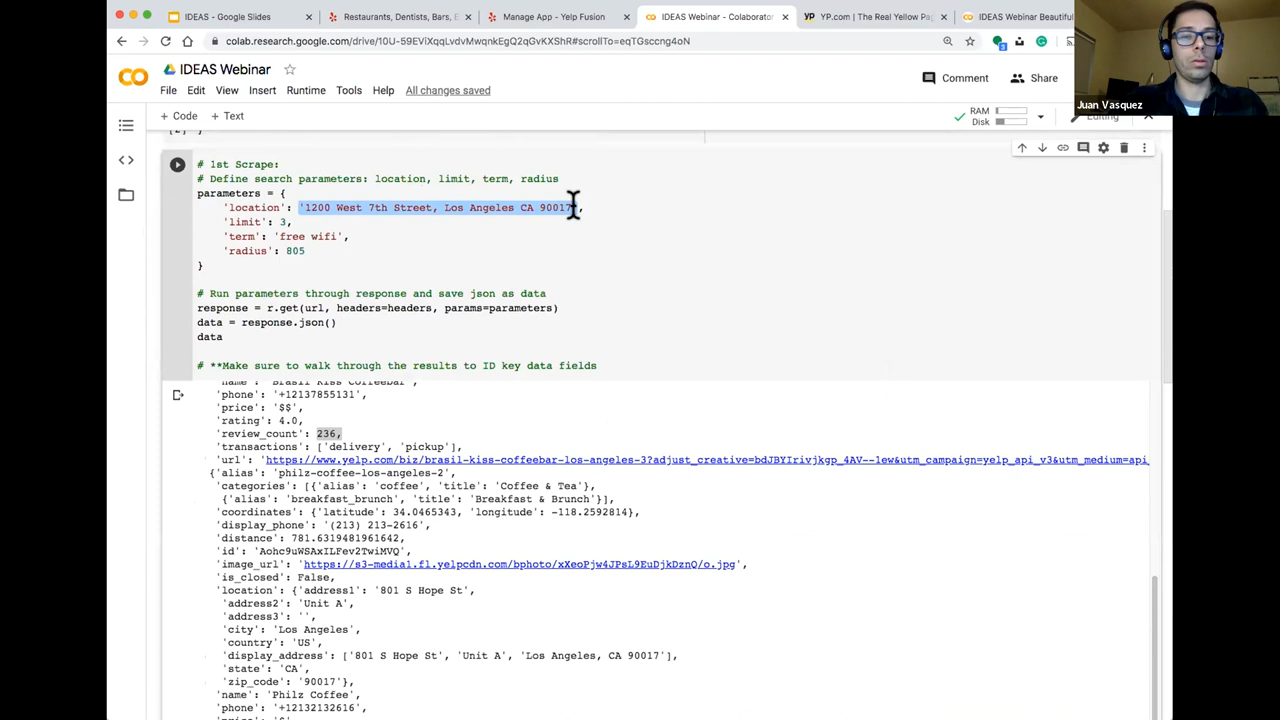 IDEAS - Google Slides
Restaurants, Dentists, Bars, B
Manage App - Yelp Fusion
IDEAS Webinar - Colaborator
YP.com | The Real Yellow Pag
IDEAS Webinar Beautiful
colab.research.google.com/drive/10U-59EViXqqLvdvMwqnkEgQ2qGvKXShR#scrollTo=eqTGsccng4oN
IDEAS Webinar
Comment
Share
Juan Vasquez
File Edit View Insert Runtime Tools Help All changes saved
+ Code + Text
RAM
Disk
Editing
[2] }
# 1st Scrape:
# Define search parameters: location, limit, term, radius
parameters = {
'location': '1200 West 7th Street, Los Angeles CA 90017',
'limit': 3,
'term': 'free wifi',
'radius': 805
}
# Run parameters through response and save json as data
response = r.get(url, headers=headers, params=parameters)
data = response.json()
data
# **Make sure to walk through the results to ID key data fields
'name': 'Brasil Kiss Coffeebar',
'phone': '+12137855131',
'price': '$$',
'rating': 4.0,
'review_count': 236,
'transactions': ['delivery', 'pickup'],
'url': 'https://www.yelp.com/biz/brasil-kiss-coffeebar-los-angeles-3?adjust_creative=bdJBYIrivjkgp_4AV--1ew&utm_campaign=yelp_api_v3&utm_medium=api_
{'alias': 'philz-coffee-los-angeles-2',
'categories': [{'alias': 'coffee', 'title': 'Coffee & Tea'},
{'alias': 'breakfast_brunch', 'title': 'Breakfast & Brunch'}],
'coordinates': {'latitude': 34.0465343, 'longitude': -118.2592814},
'display_phone': '(213) 213-2616',
'distance': 781.6319481961642,
'id': 'Aohc9uWSAxILFev2TwiMVQ',
'image_url': 'https://s3-media1.fl.yelpcdn.com/bphoto/xXeoPjw4JPsL9EuDjkDznQ/o.jpg',
'is_closed': False,
'location': {'address1': '801 S Hope St',
'address2': 'Unit A',
'address3': '',
'city': 'Los Angeles',
'country': 'US',
'display_address': ['801 S Hope St', 'Unit A', 'Los Angeles, CA 90017'],
'state': 'CA',
'zip_code': '90017'},
'name': 'Philz Coffee',
'phone': '+12132132616',